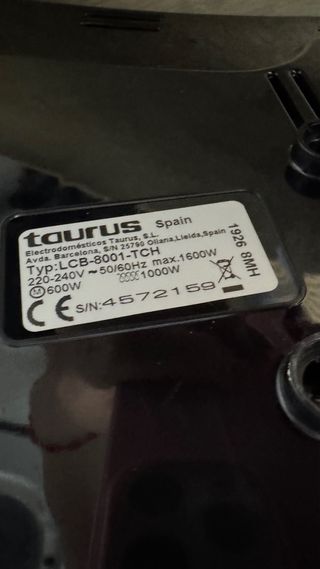 taurus Spain
Electrodomésticos Taurus, S.L.
Avda. Barcelona, S/N 25790 Oliana, Lleida, Spain
Typ: LCB-8001-TCH
220-240V ~ 50/60Hz max. 1600W
M 600W 1000W
CE S/N: 4572159
1926 8MH